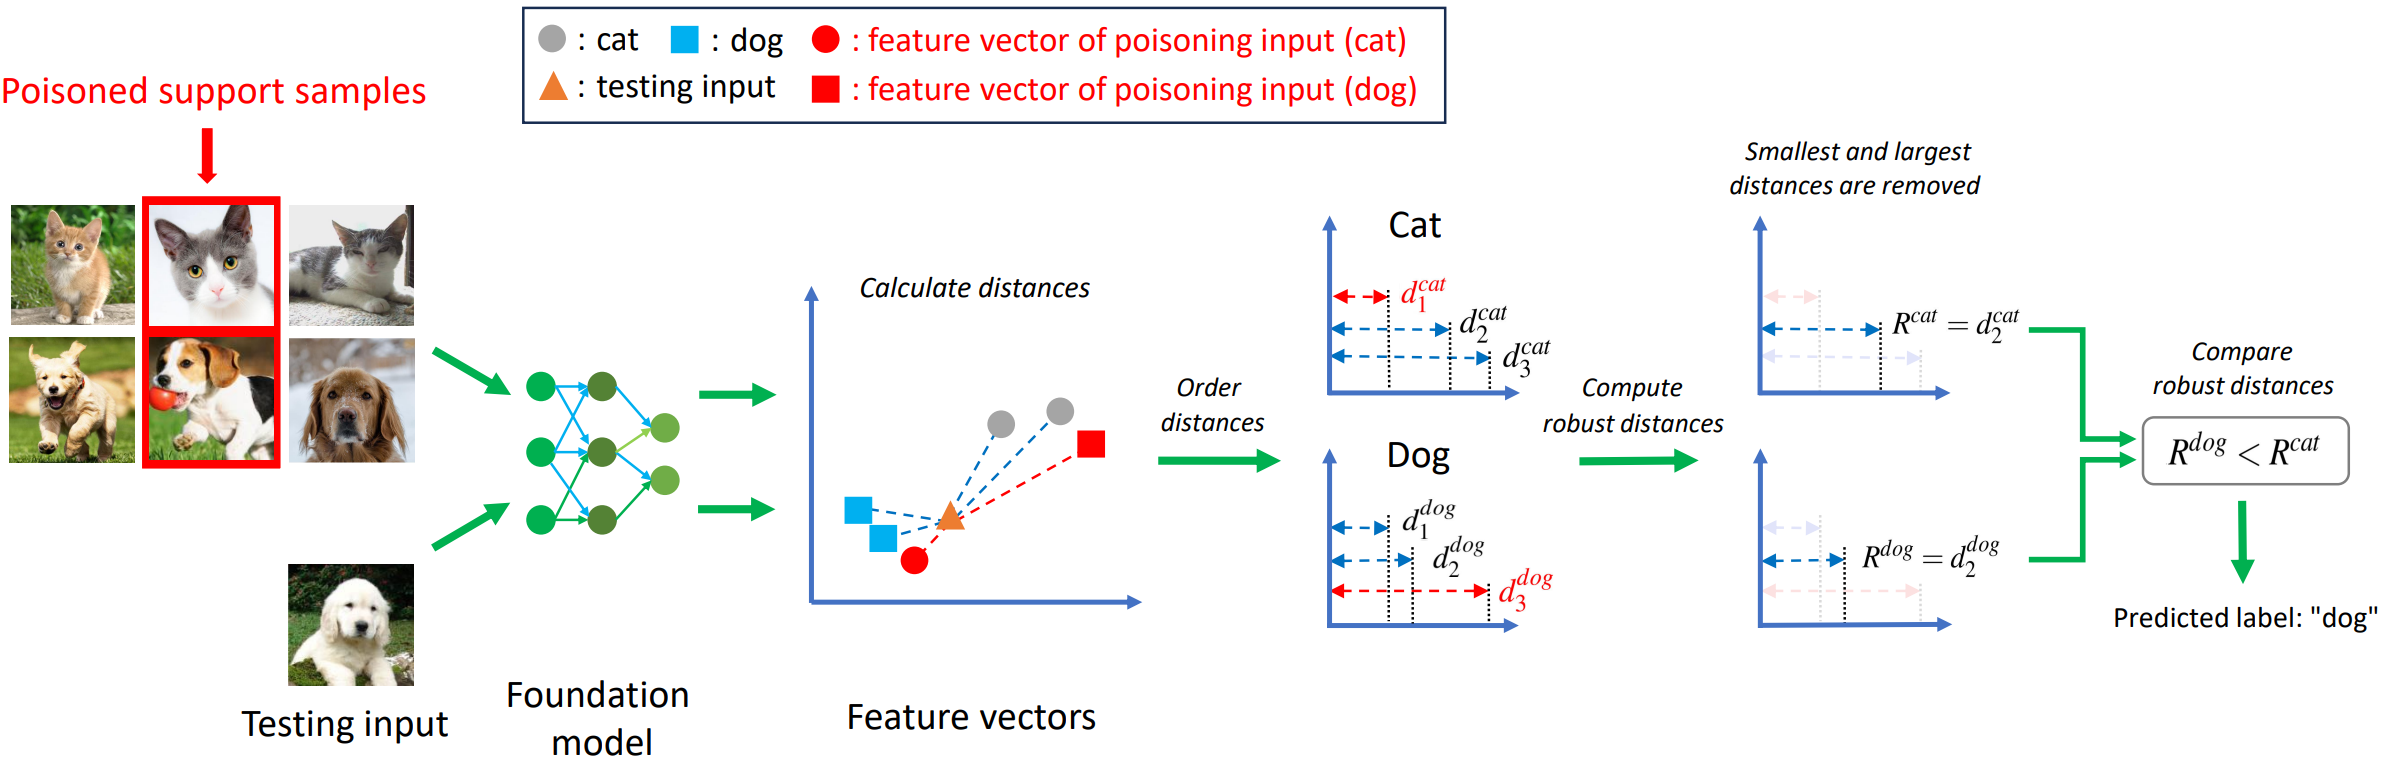 : cat : dog : feature vector of poisoning input (cat)
: testing input : feature vector of poisoning input (dog)
Poisoned support samples
Testing input
Foundation
model
Calculate distances
Feature vectors
Order
distances
Cat
d_1^{cat}
d_2^{cat}
d_3^{cat}
Dog
d_1^{dog}
d_2^{dog}
d_3^{dog}
Compute
robust distances
Smallest and largest
distances are removed
R^{cat} = d_2^{cat}
R^{dog} = d_2^{dog}
Compare
robust distances
R^{dog} < R^{cat}
Predicted label: "dog"